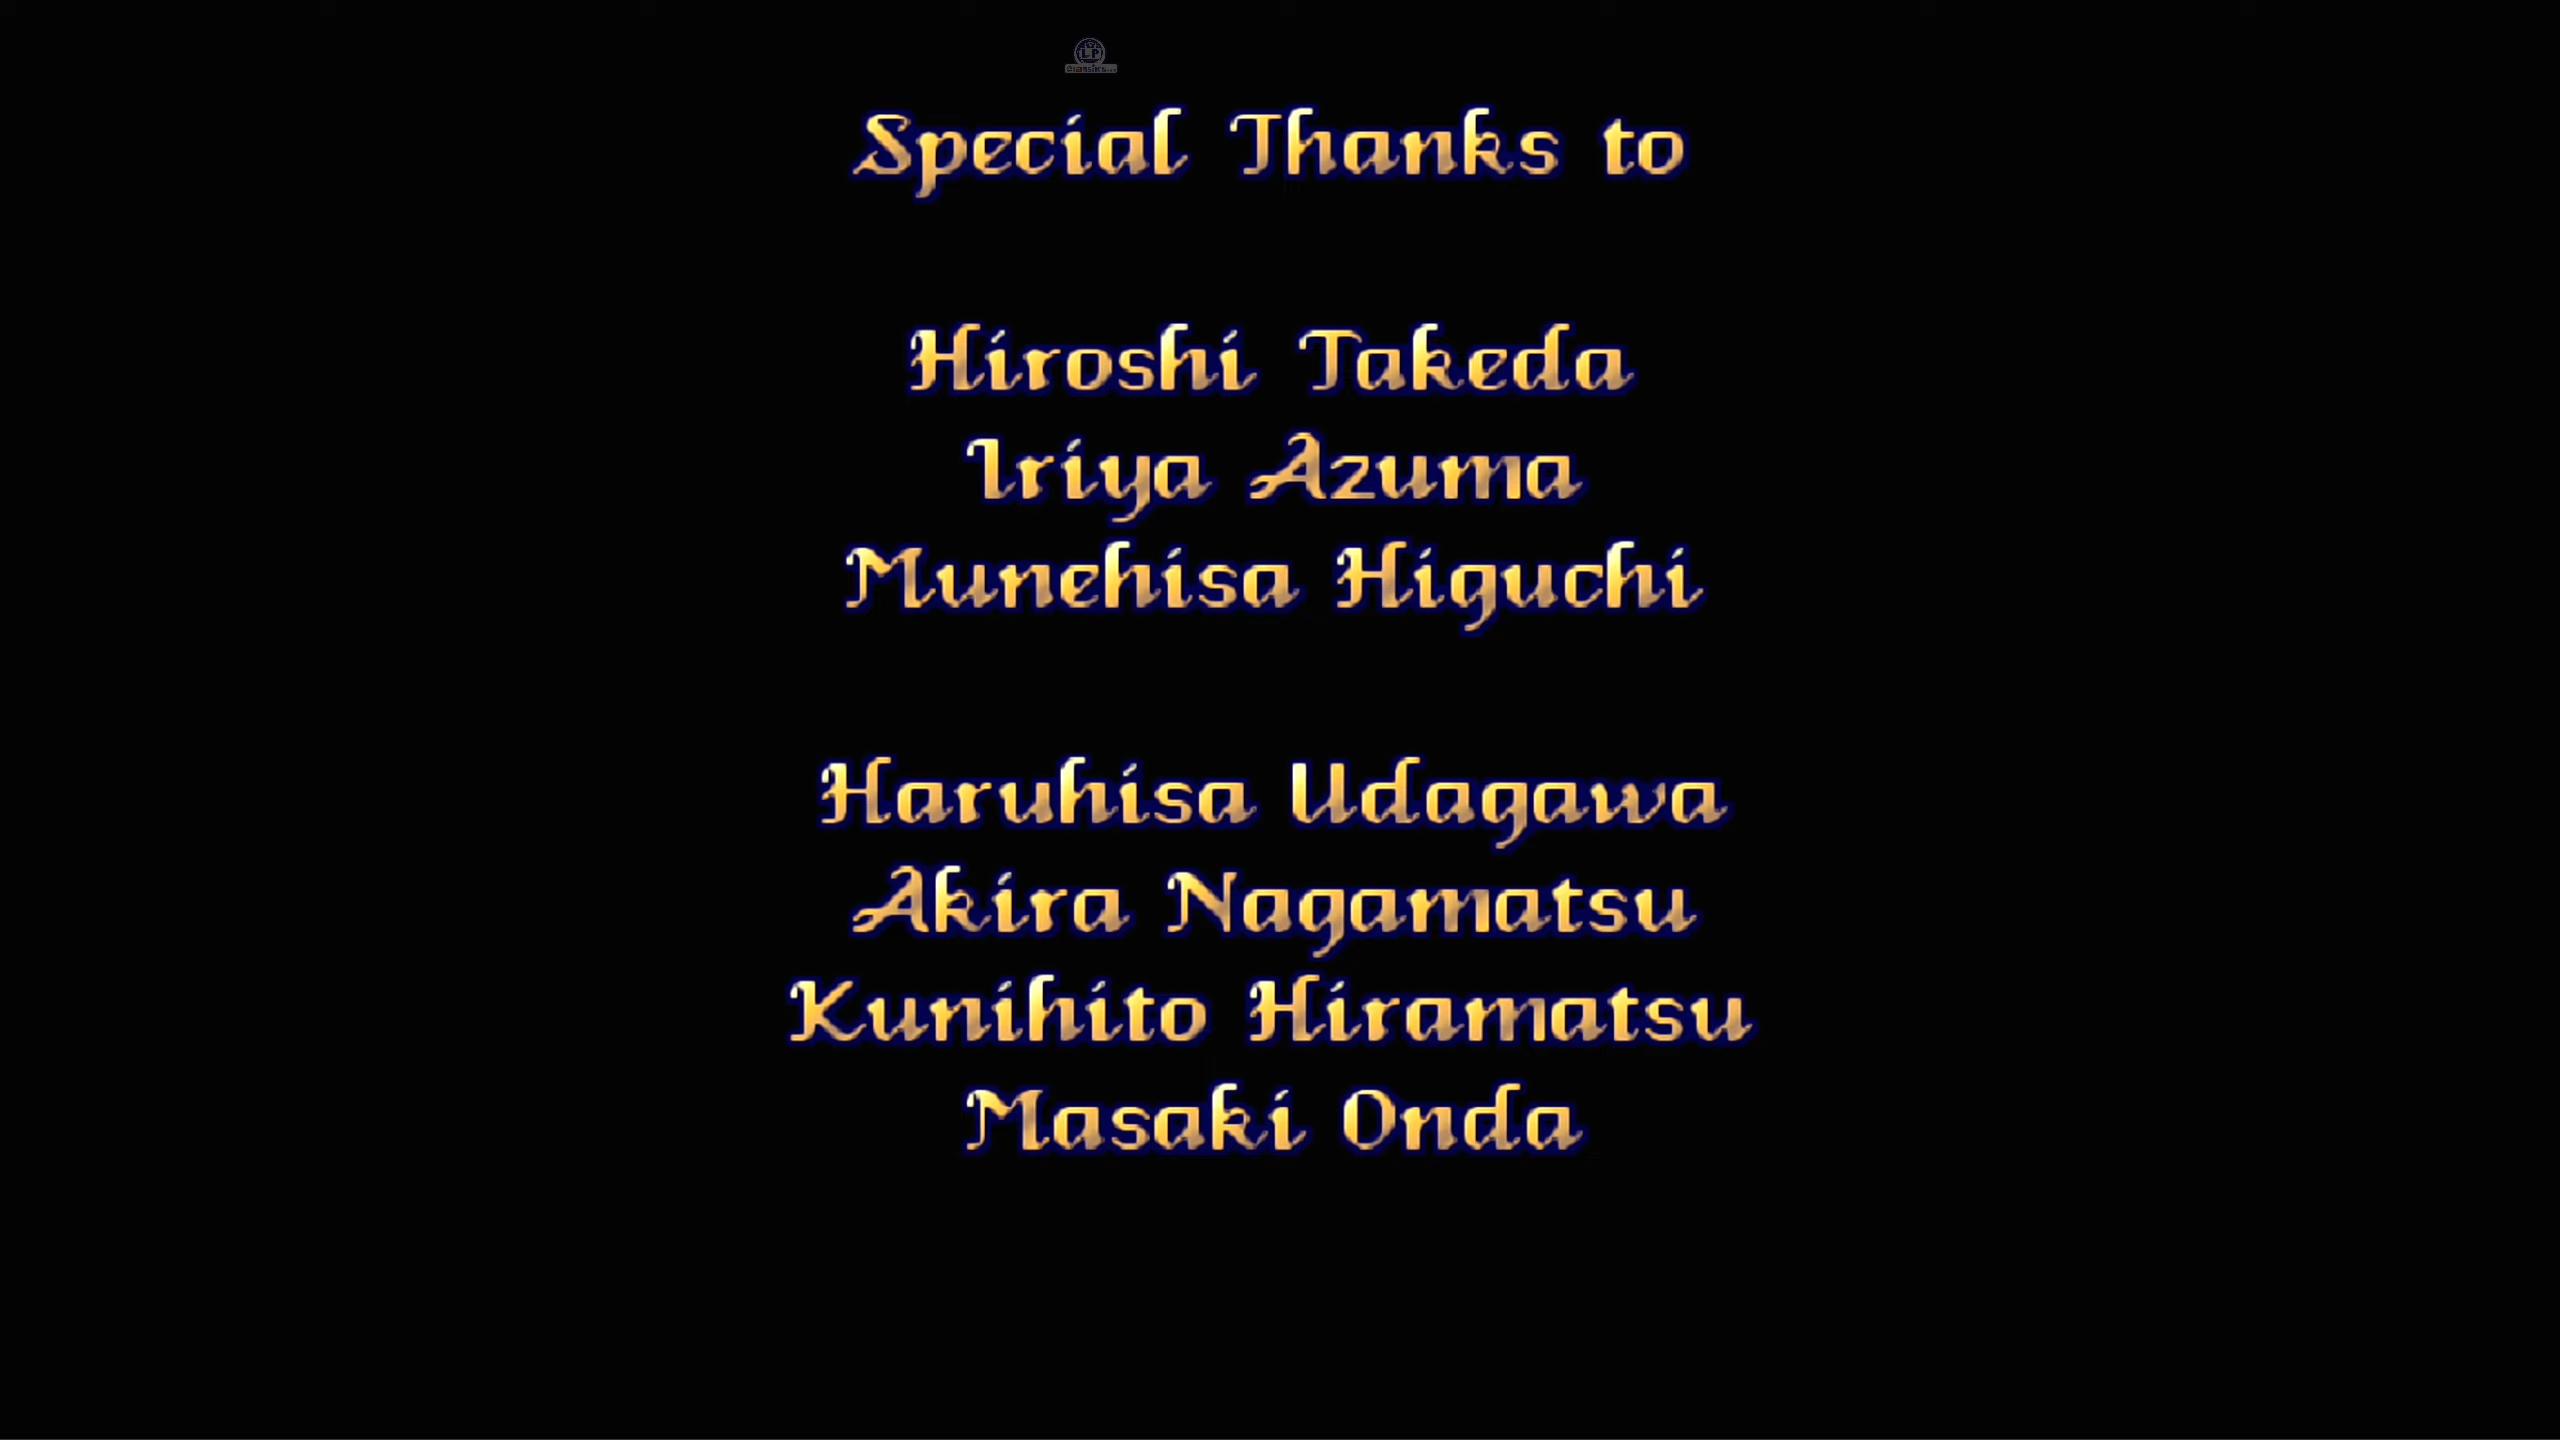 Special Thanks to
Hiroshi Takeda
Iriya Azuma
Munehisa Higuchi
Haruhisa Udagawa
Akira Nagamatsu
Kunihito Hiramatsu
Masaki Onda